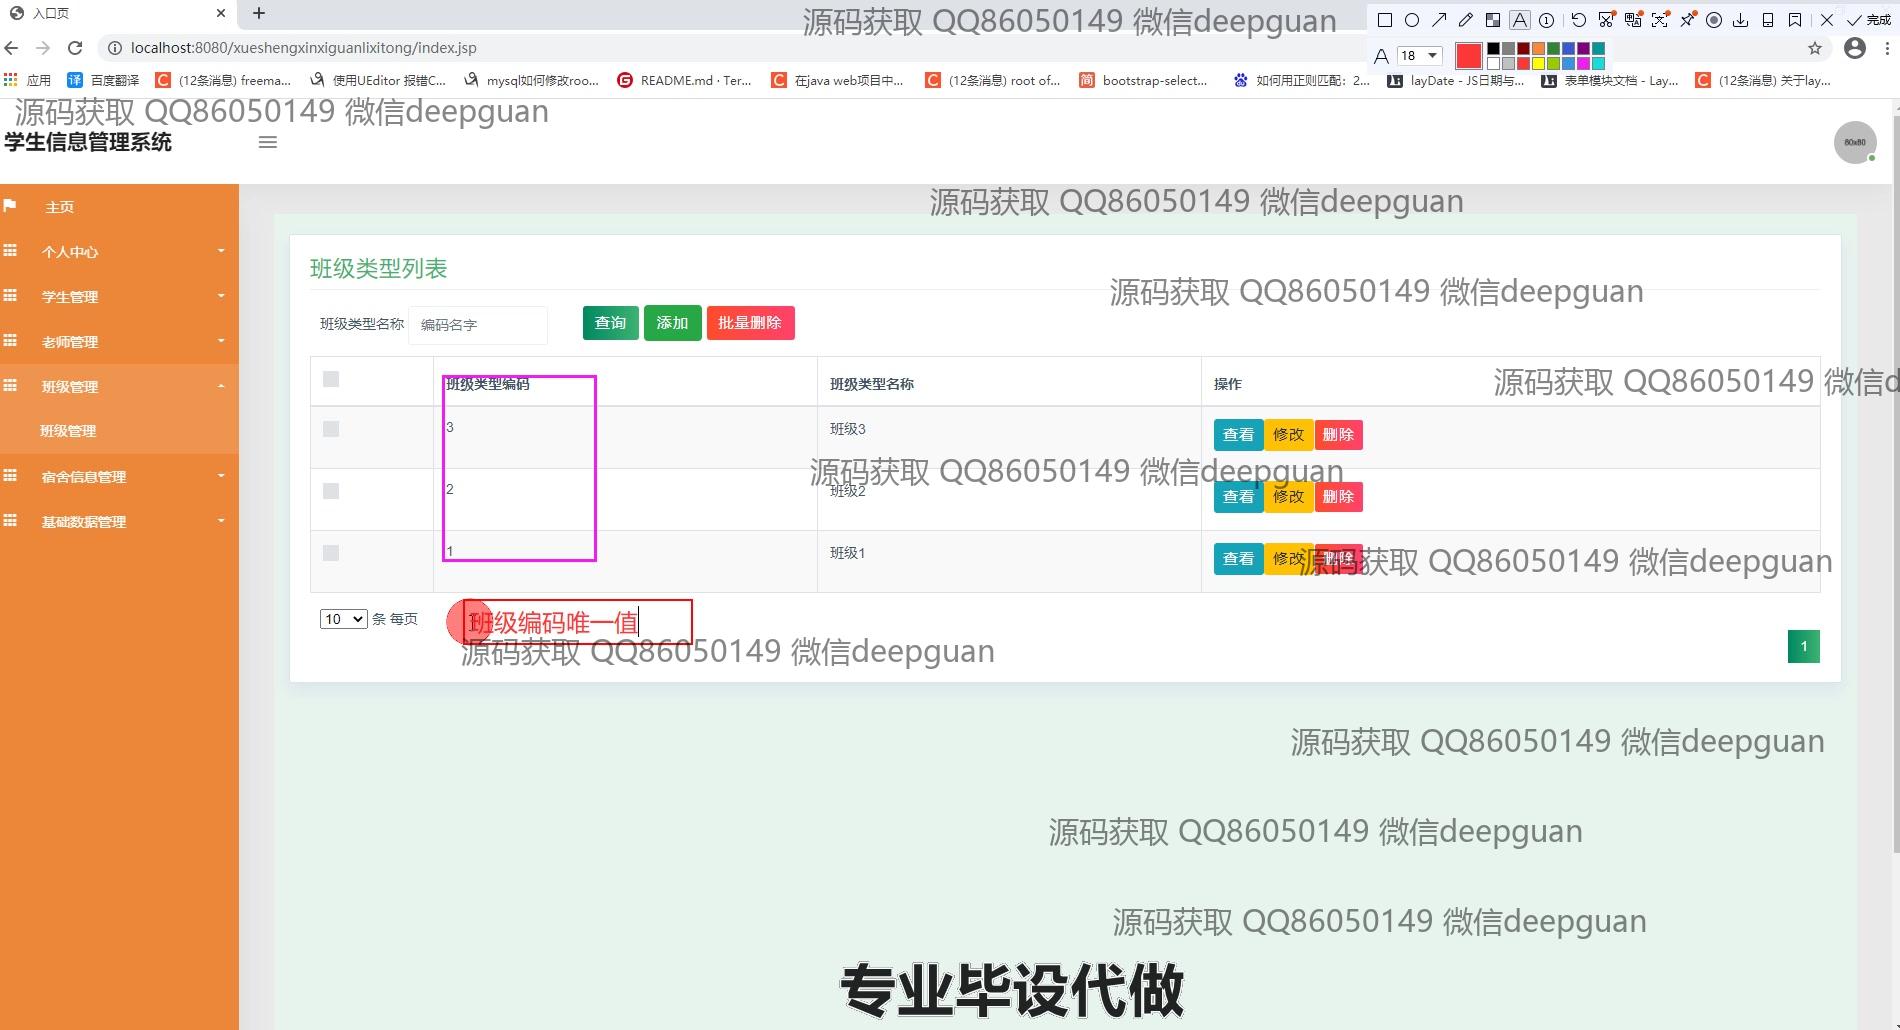 入口页
源码获取 QQ86050149 微信deepguan
完成
localhost:8080/xueshengxinxiguanlixitong/index.jsp
A 18
应用 百度翻译 (12条消息) freema... 使用UEditor 报错C... mysql如何修改roo... README.md · Ter... 在java web项目中... (12条消息) root of... bootstrap-select... 如何用正则匹配：2... layDate - JS日期与... 表单模块文档 - Lay... (12条消息) 关于lay...
源码获取 QQ86050149 微信deepguan
学生信息管理系统
80x80
主页
源码获取 QQ86050149 微信deepguan
个人中心
学生管理
老师管理
班级管理
班级管理
宿舍信息管理
基础数据管理
班级类型列表
源码获取 QQ86050149 微信deepguan
班级类型名称 编码名字 查询 添加 批量删除
班级类型编码 班级类型名称 操作
源码获取 QQ86050149 微信d
3 班级3 查看 修改 删除
源码获取 QQ86050149 微信deepguan
2 班级2 查看 修改 删除
1 班级1 查看 修改 删除
源码获取 QQ86050149 微信deepguan
10 条 每页
班级编码唯一值
源码获取 QQ86050149 微信deepguan
1
源码获取 QQ86050149 微信deepguan
源码获取 QQ86050149 微信deepguan
源码获取 QQ86050149 微信deepguan
专业毕设代做